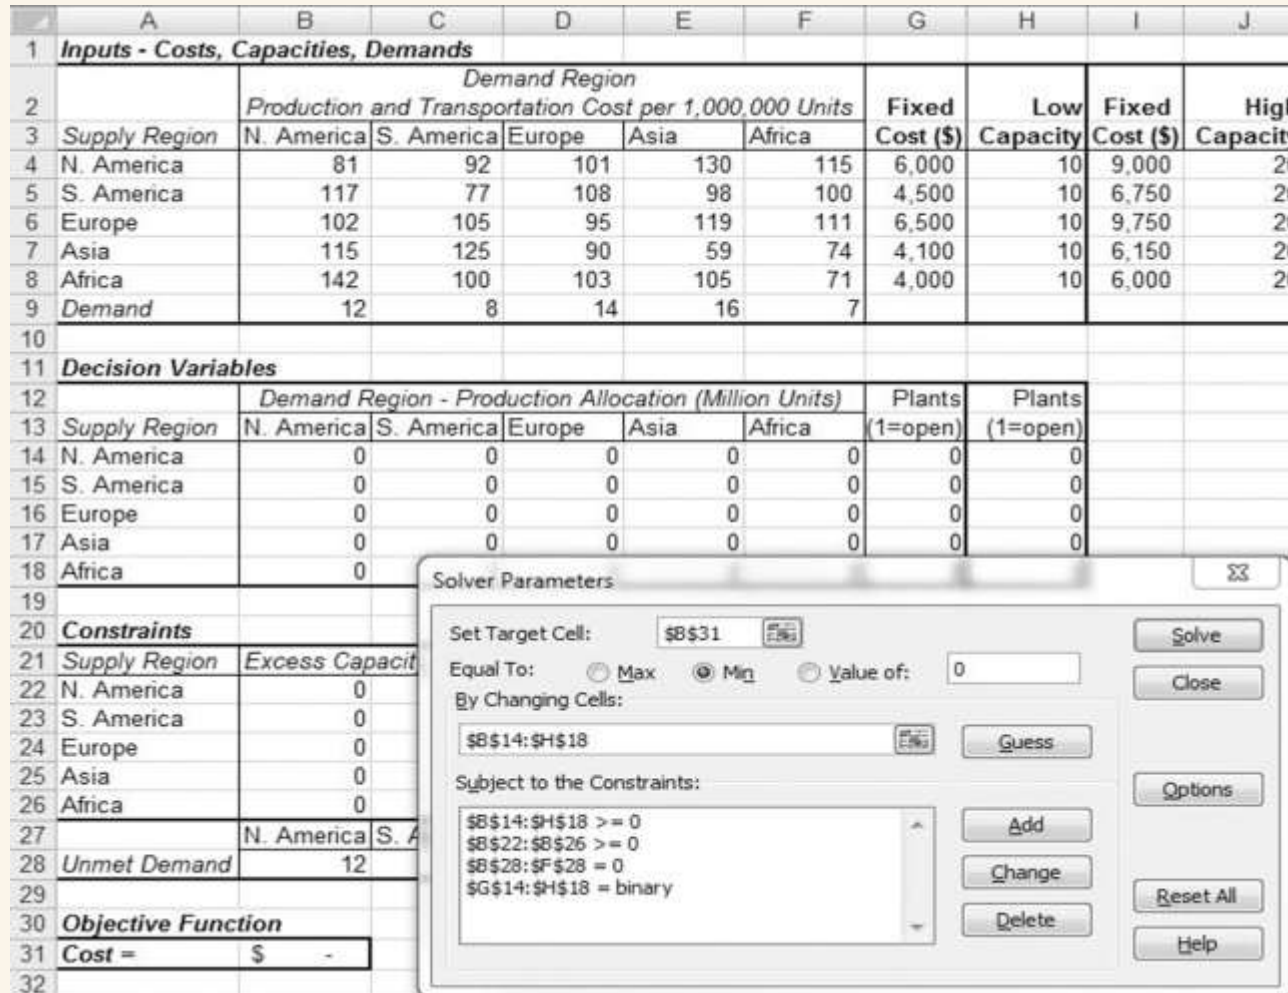 A B C D E F G H I J
1 Inputs - Costs, Capacities, Demands
Demand Region
2 Production and Transportation Cost per 1,000,000 Units Fixed Low Fixed High
3 Supply Region N. America S. America Europe Asia Africa Cost ($) Capacity Cost ($) Capacity
4 N. America 81 92 101 130 115 6,000 10 9,000 2
5 S. America 117 77 108 98 100 4,500 10 6,750 2
6 Europe 102 105 95 119 111 6,500 10 9,750 2
7 Asia 115 125 90 59 74 4,100 10 6,150 2
8 Africa 142 100 103 105 71 4,000 10 6,000 2
9 Demand 12 8 14 16 7
10
11 Decision Variables
12 Demand Region - Production Allocation (Million Units) Plants Plants
13 Supply Region N. America S. America Europe Asia Africa (1=open) (1=open)
14 N. America 0 0 0 0 0 0 0
15 S. America 0 0 0 0 0 0 0
16 Europe 0 0 0 0 0 0 0
17 Asia 0 0 0 0 0 0 0
18 Africa 0
19
20 Constraints
21 Supply Region Excess Capacit
22 N. America 0
23 S. America 0
24 Europe 0
25 Asia 0
26 Africa 0
27 N. America S. A
28 Unmet Demand 12
29
30 Objective Function
31 Cost = $ -
32
Solver Parameters
Set Target Cell: $B$31 Solve
Equal To: Max Min Value of: 0 Close
By Changing Cells:
$B$14:$H$18 Guess
Subject to the Constraints: Options
$B$14:$H$18 >= 0 Add
$B$22:$B$26 >= 0
$B$28:$F$28 = 0 Change
$G$14:$H$18 = binary Reset All
Delete
Help